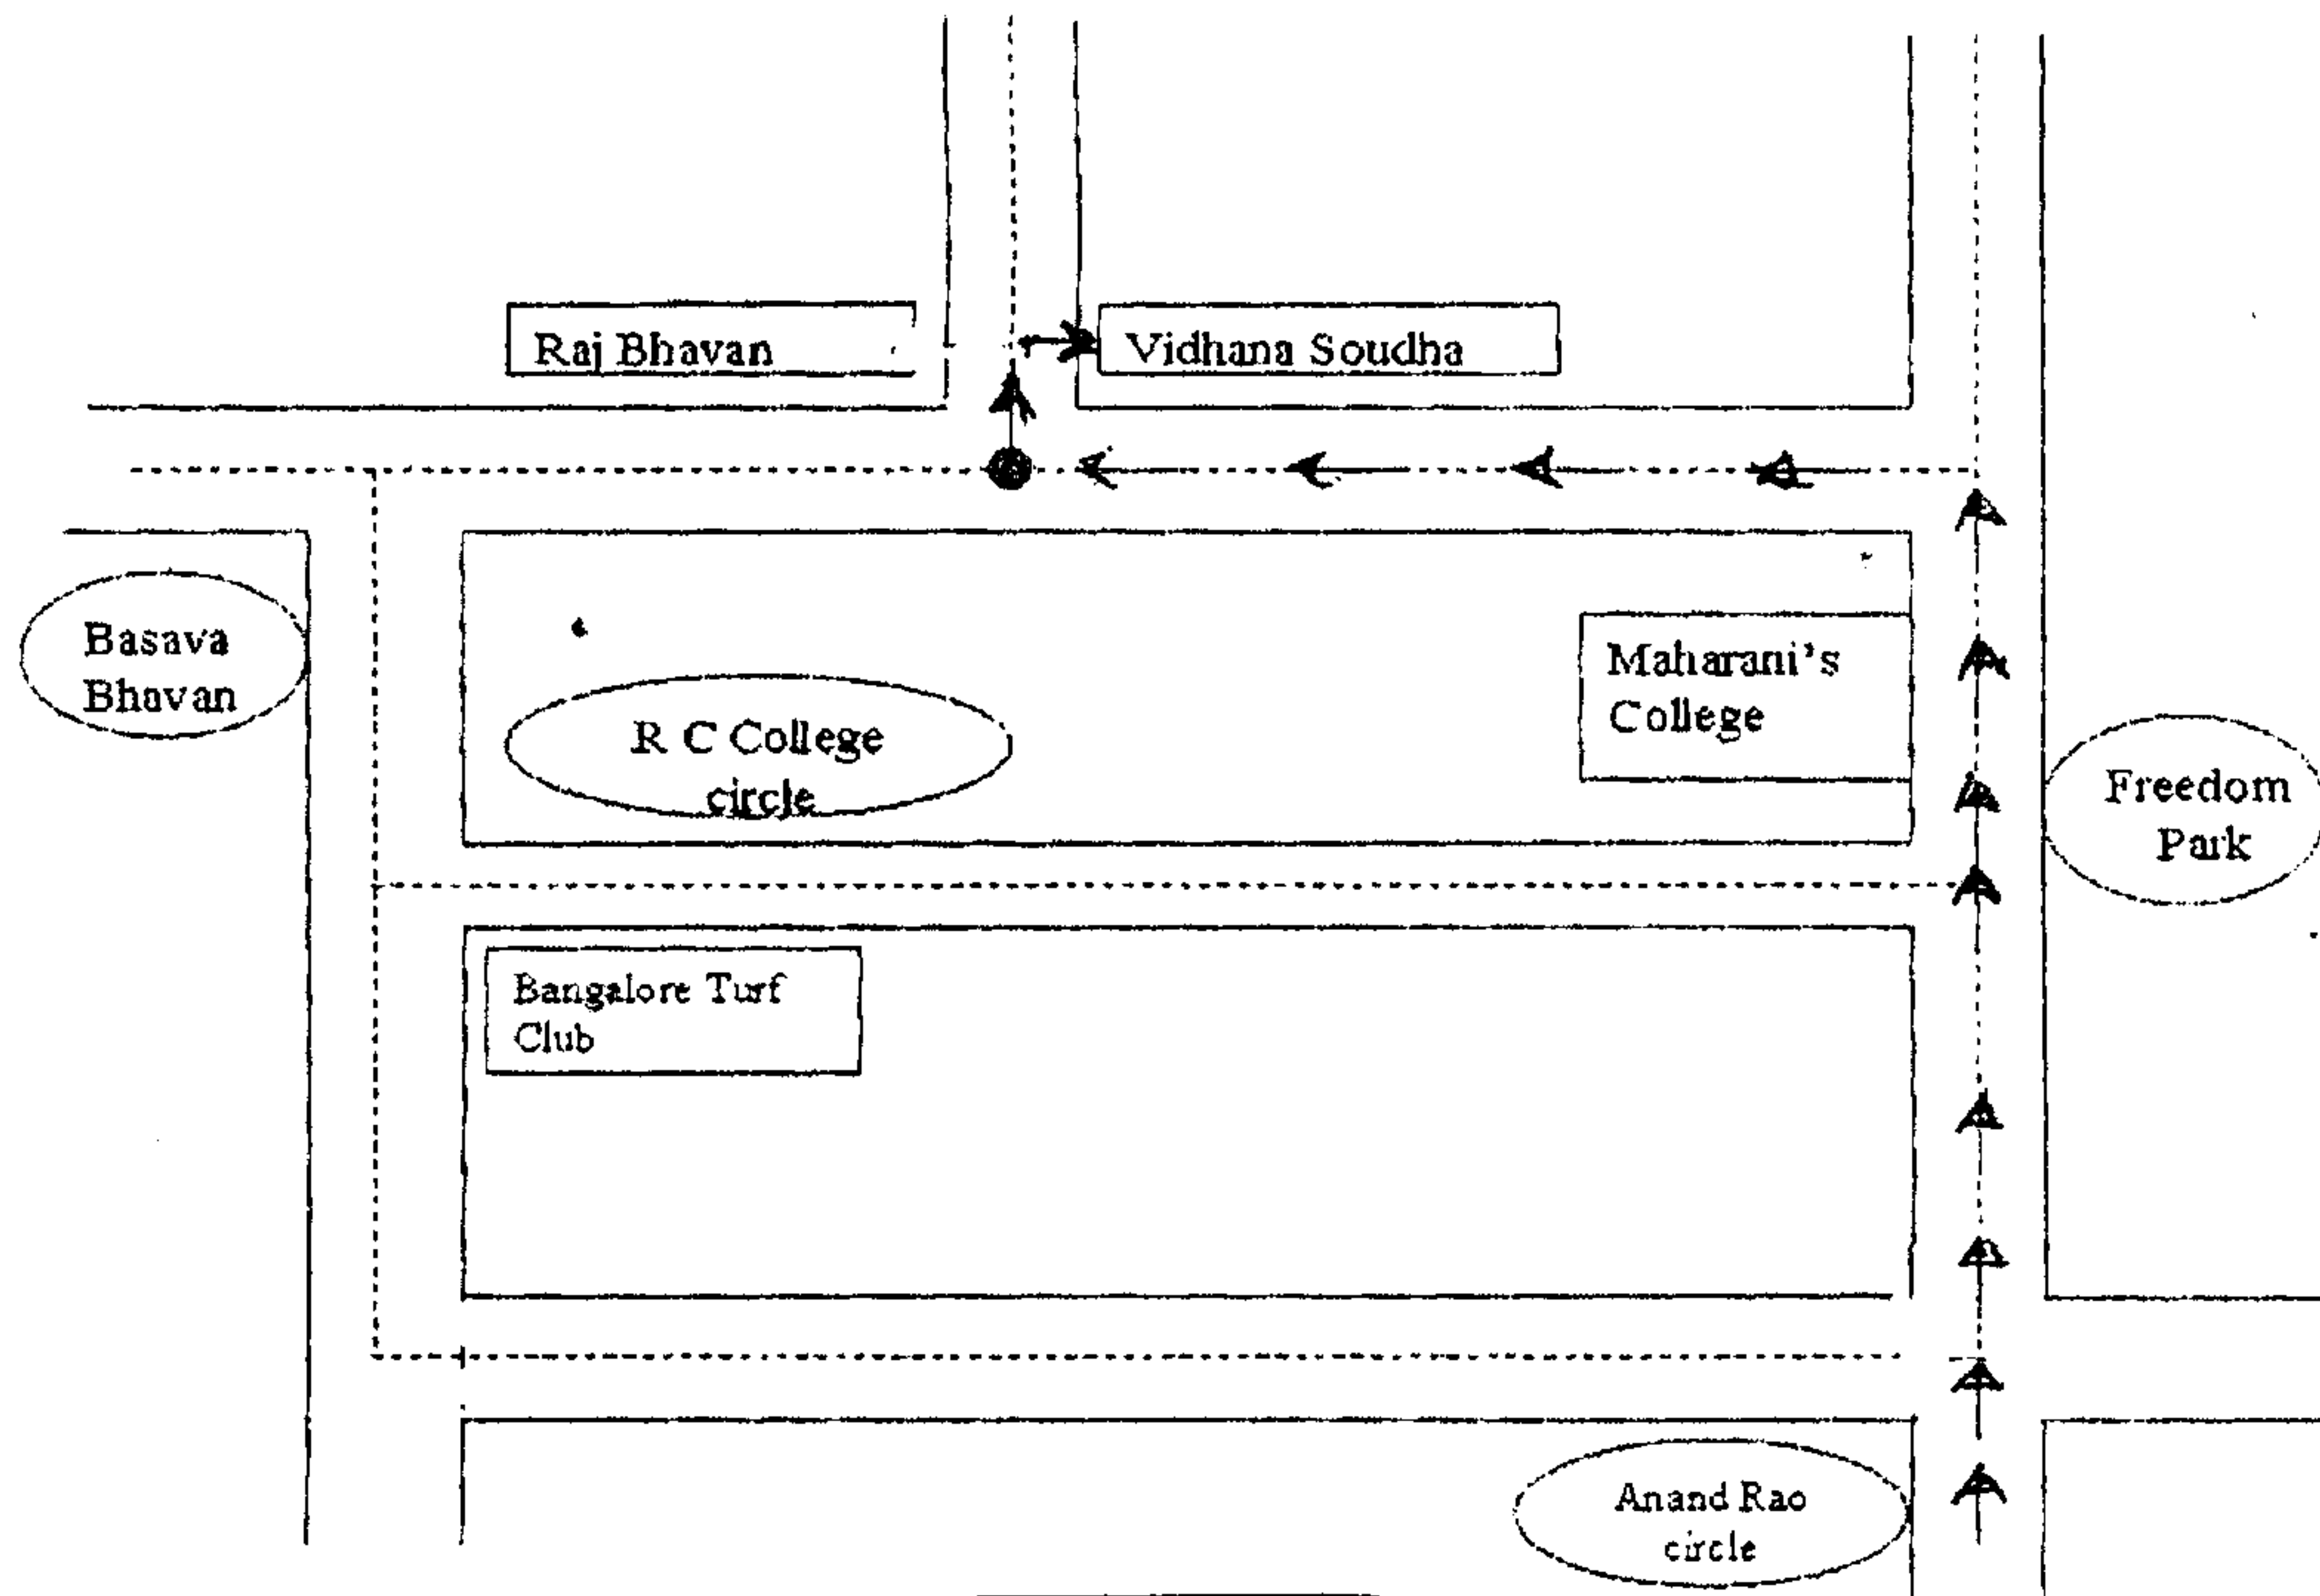 Raj Bhavan
Vidhana Soudha
Basava
Bhavan
R C College
circle
Maharani's
College
Freedom
Park
Bangalore Turf
Club
Anand Rao
circle